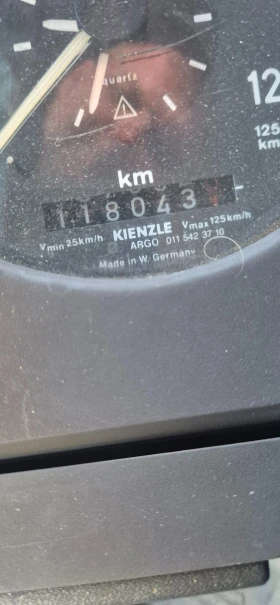 quartz
12
125
km
km
118043
Vmin 25km/h KIENZLE Vmax 125km/h
ARGO 011 542 37 10
Made in W. Germany